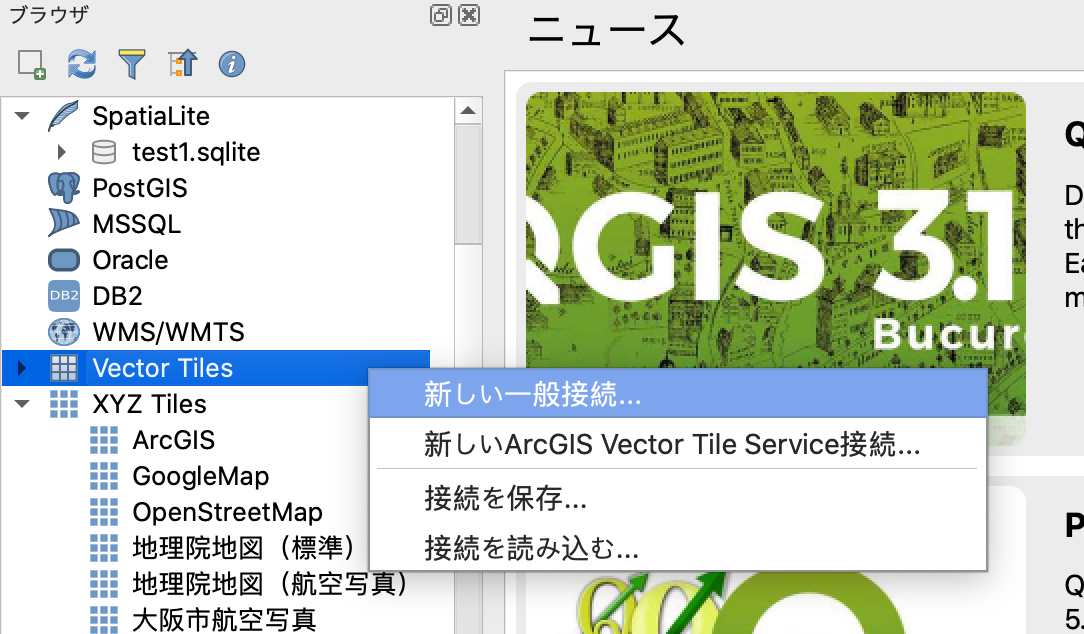 ブラウザ
SpatiaLite
test1.sqlite
PostGIS
MSSQL
Oracle
DB2
DB2
WMS/WMTS
Vector Tiles
XYZ Tiles
ArcGIS
GoogleMap
OpenStreetMap
地理院地図（標準）
地理院地図（航空写真）
大阪市航空写真
新しい一般接続...
新しいArcGIS Vector Tile Service接続...
接続を保存...
接続を読み込む...
ニュース
QGIS 3.1
Bucur
Q
D
th
Ea
m
P
Q
5.